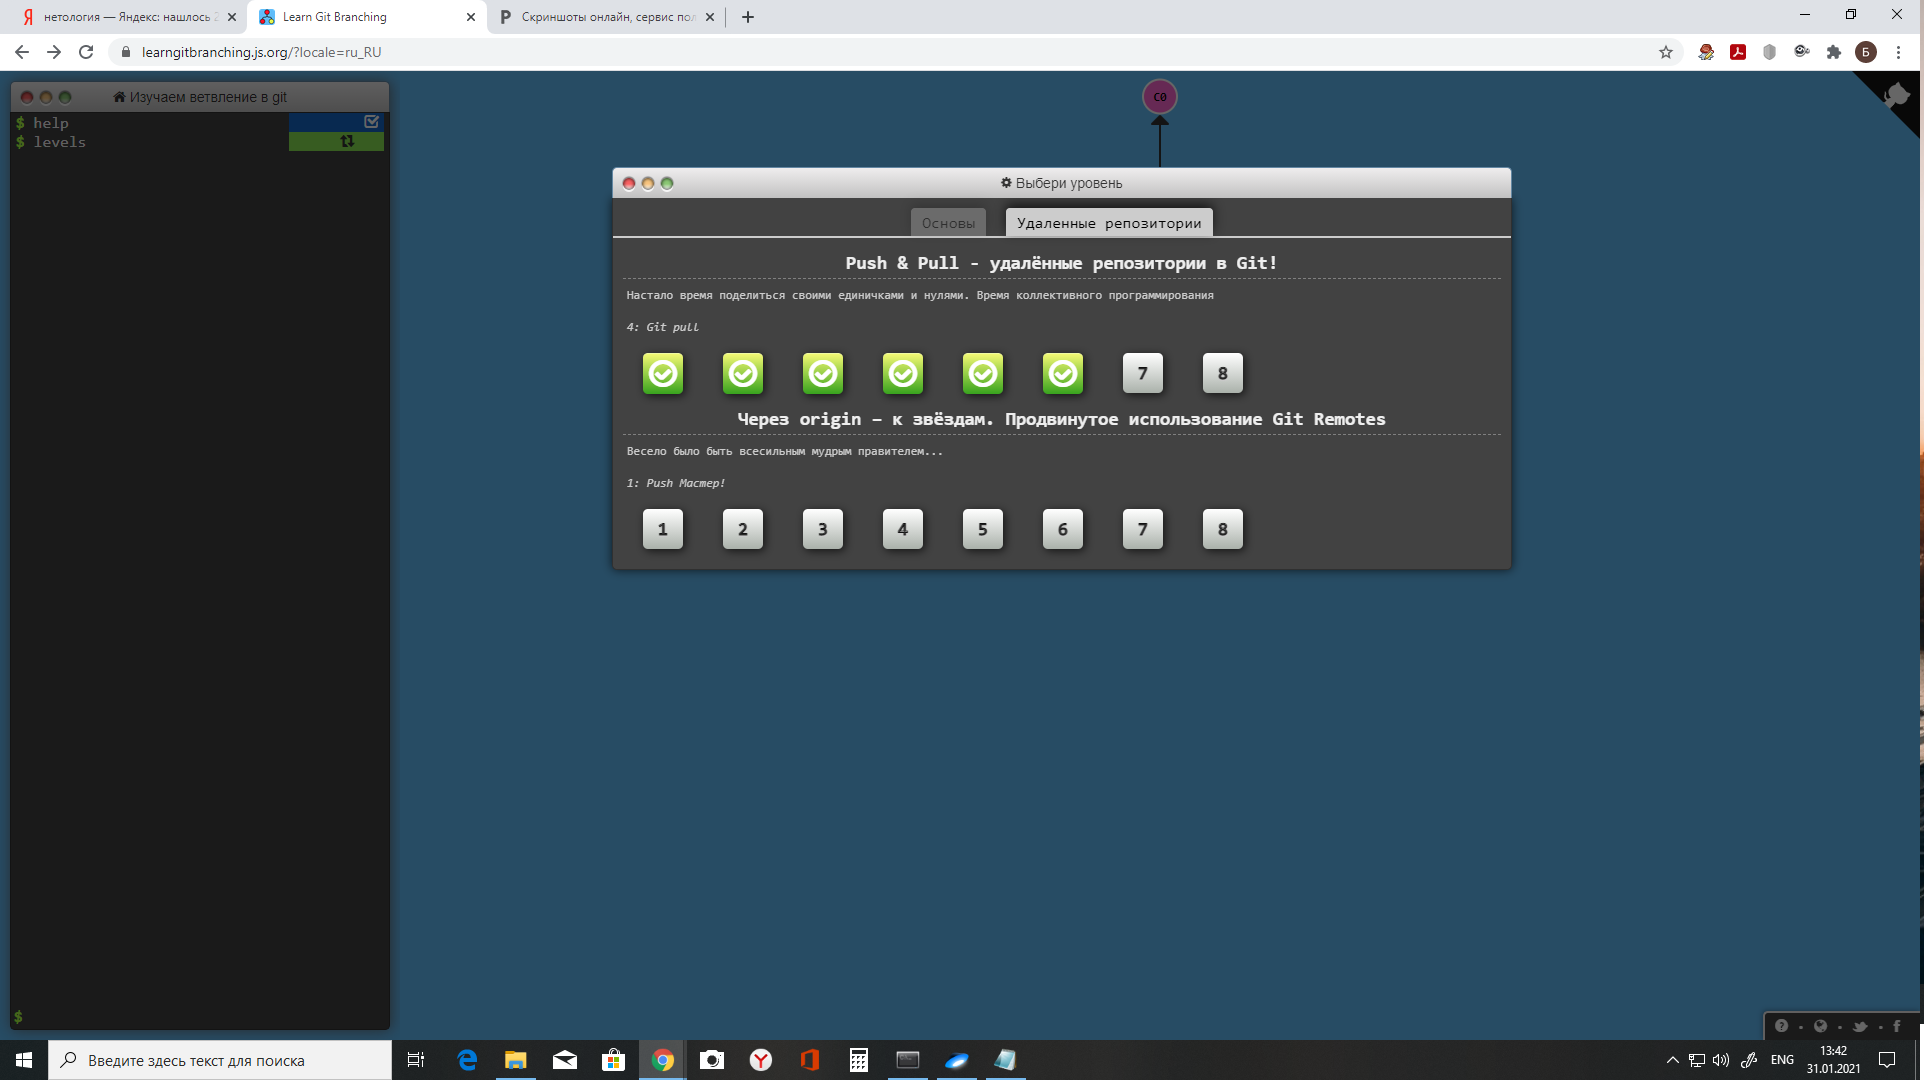 нетология — Яндекс: нашлось 2
Learn Git Branching
Скриншоты онлайн, сервис пол
learngitbranching.js.org/?locale=ru_RU
Б
Изучаем ветвление в git
$ help
$ levels
C0
Выбери уровень
Основы
Удаленные репозитории
Push & Pull - удалённые репозитории в Git!
Настало время поделиться своими единичками и нулями. Время коллективного программирования
4: Git pull
7 8
Через origin – к звёздам. Продвинутое использование Git Remotes
Весело было быть всесильным мудрым правителем...
1: Push Мастер!
1 2 3 4 5 6 7 8
$
Введите здесь текст для поиска
ENG
13:42
31.01.2021